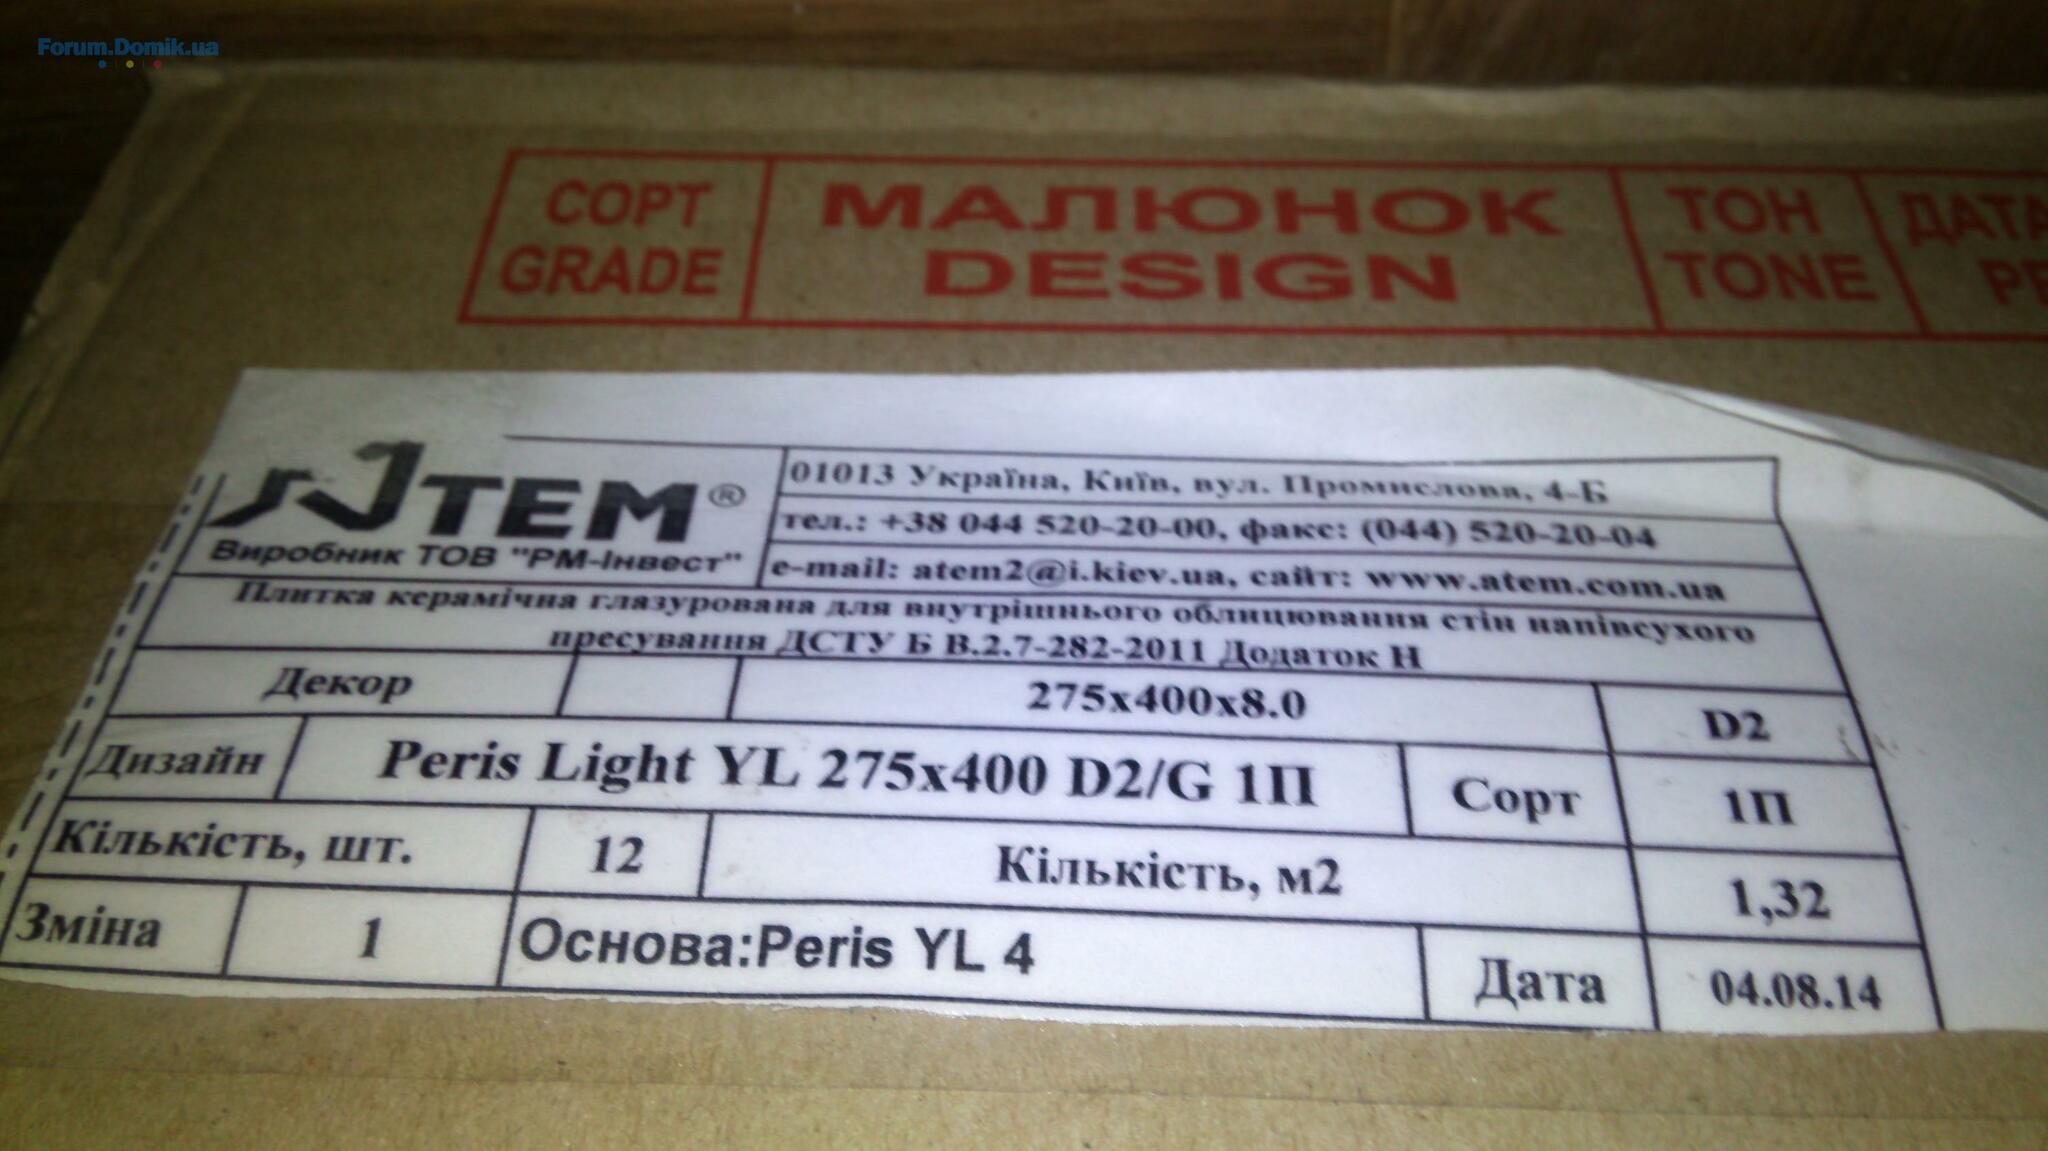 Forum.Domik.ua
СОРТ МАЛЮНОК ТОН ДАТА
GRADE DESIGN TONE
ATEM®
Виробник ТОВ "РМ-Інвест"
01013 Україна, Київ, вул. Промислова, 4-Б
тел.: +38 044 520-20-00, факс: (044) 520-20-04
e-mail: atem2@i.kiev.ua, сайт: www.atem.com.ua
Плитка керамічна глазурована для внутрішнього облицювання стін напівсухого
пресування ДСТУ Б В.2.7-282-2011 Додаток Н
Декор 275x400x8.0 D2
Дизайн Peris Light YL 275x400 D2/G 1П Сорт 1П
Кількість, шт. 12 Кількість, м2 1,32
Зміна 1 Основа:Peris YL 4 Дата 04.08.14